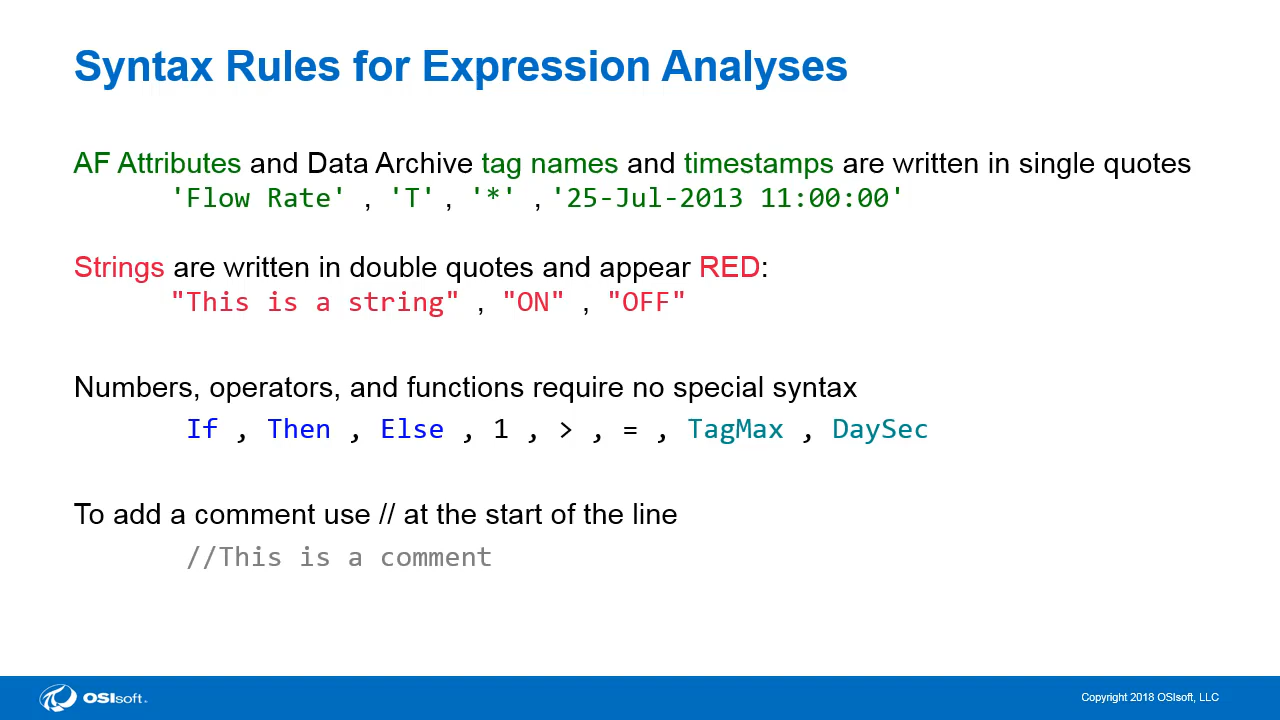 Syntax Rules for Expression Analyses
AF Attributes and Data Archive tag names and timestamps are written in single quotes
'Flow Rate' , 'T' , '*' , '25-Jul-2013 11:00:00'
Strings are written in double quotes and appear RED:
"This is a string" , "ON" , "OFF"
Numbers, operators, and functions require no special syntax
If , Then , Else , 1 , > , = , TagMax , DaySec
To add a comment use // at the start of the line
//This is a comment
OSIsoft.
Copyright 2018 OSIsoft, LLC